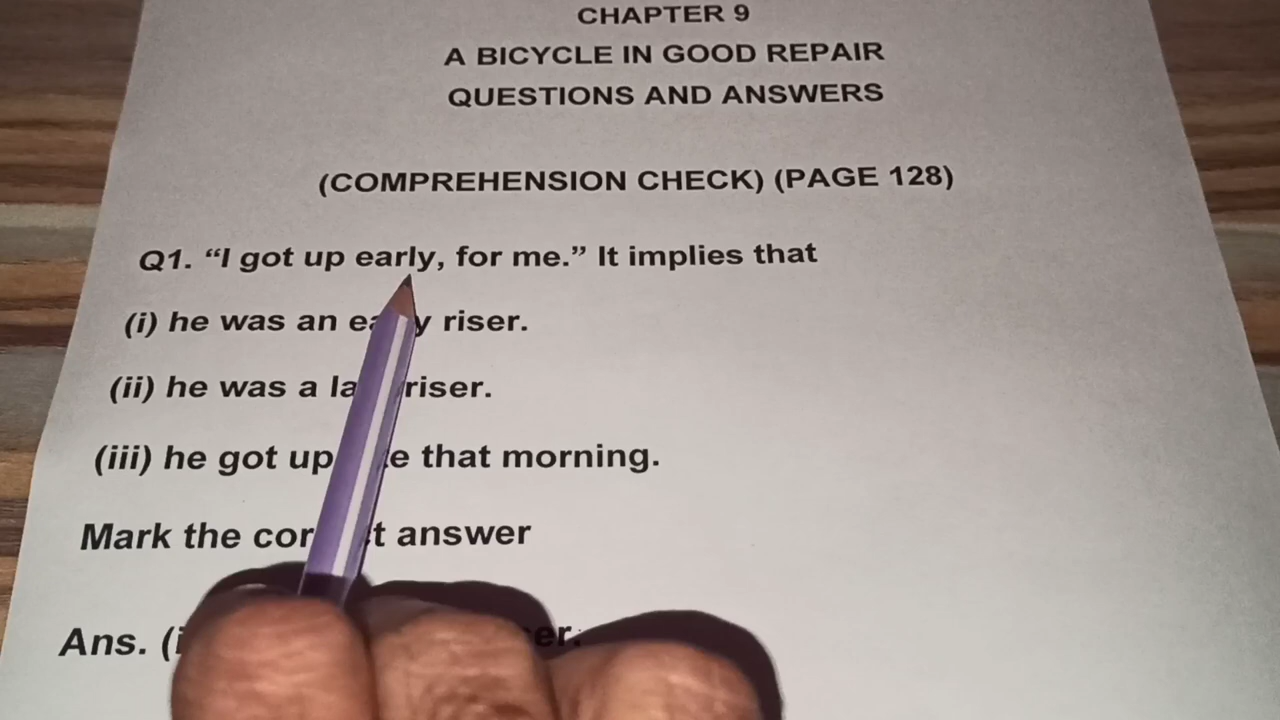 CHAPTER 9
A BICYCLE IN GOOD REPAIR
QUESTIONS AND ANSWERS
(COMPREHENSION CHECK) (PAGE 128)
Q1. “I got up early, for me.” It implies that
(i) he was an riser.
(ii) he was a riser.
(iii) he got up that morning.
Mark the answer
Ans.